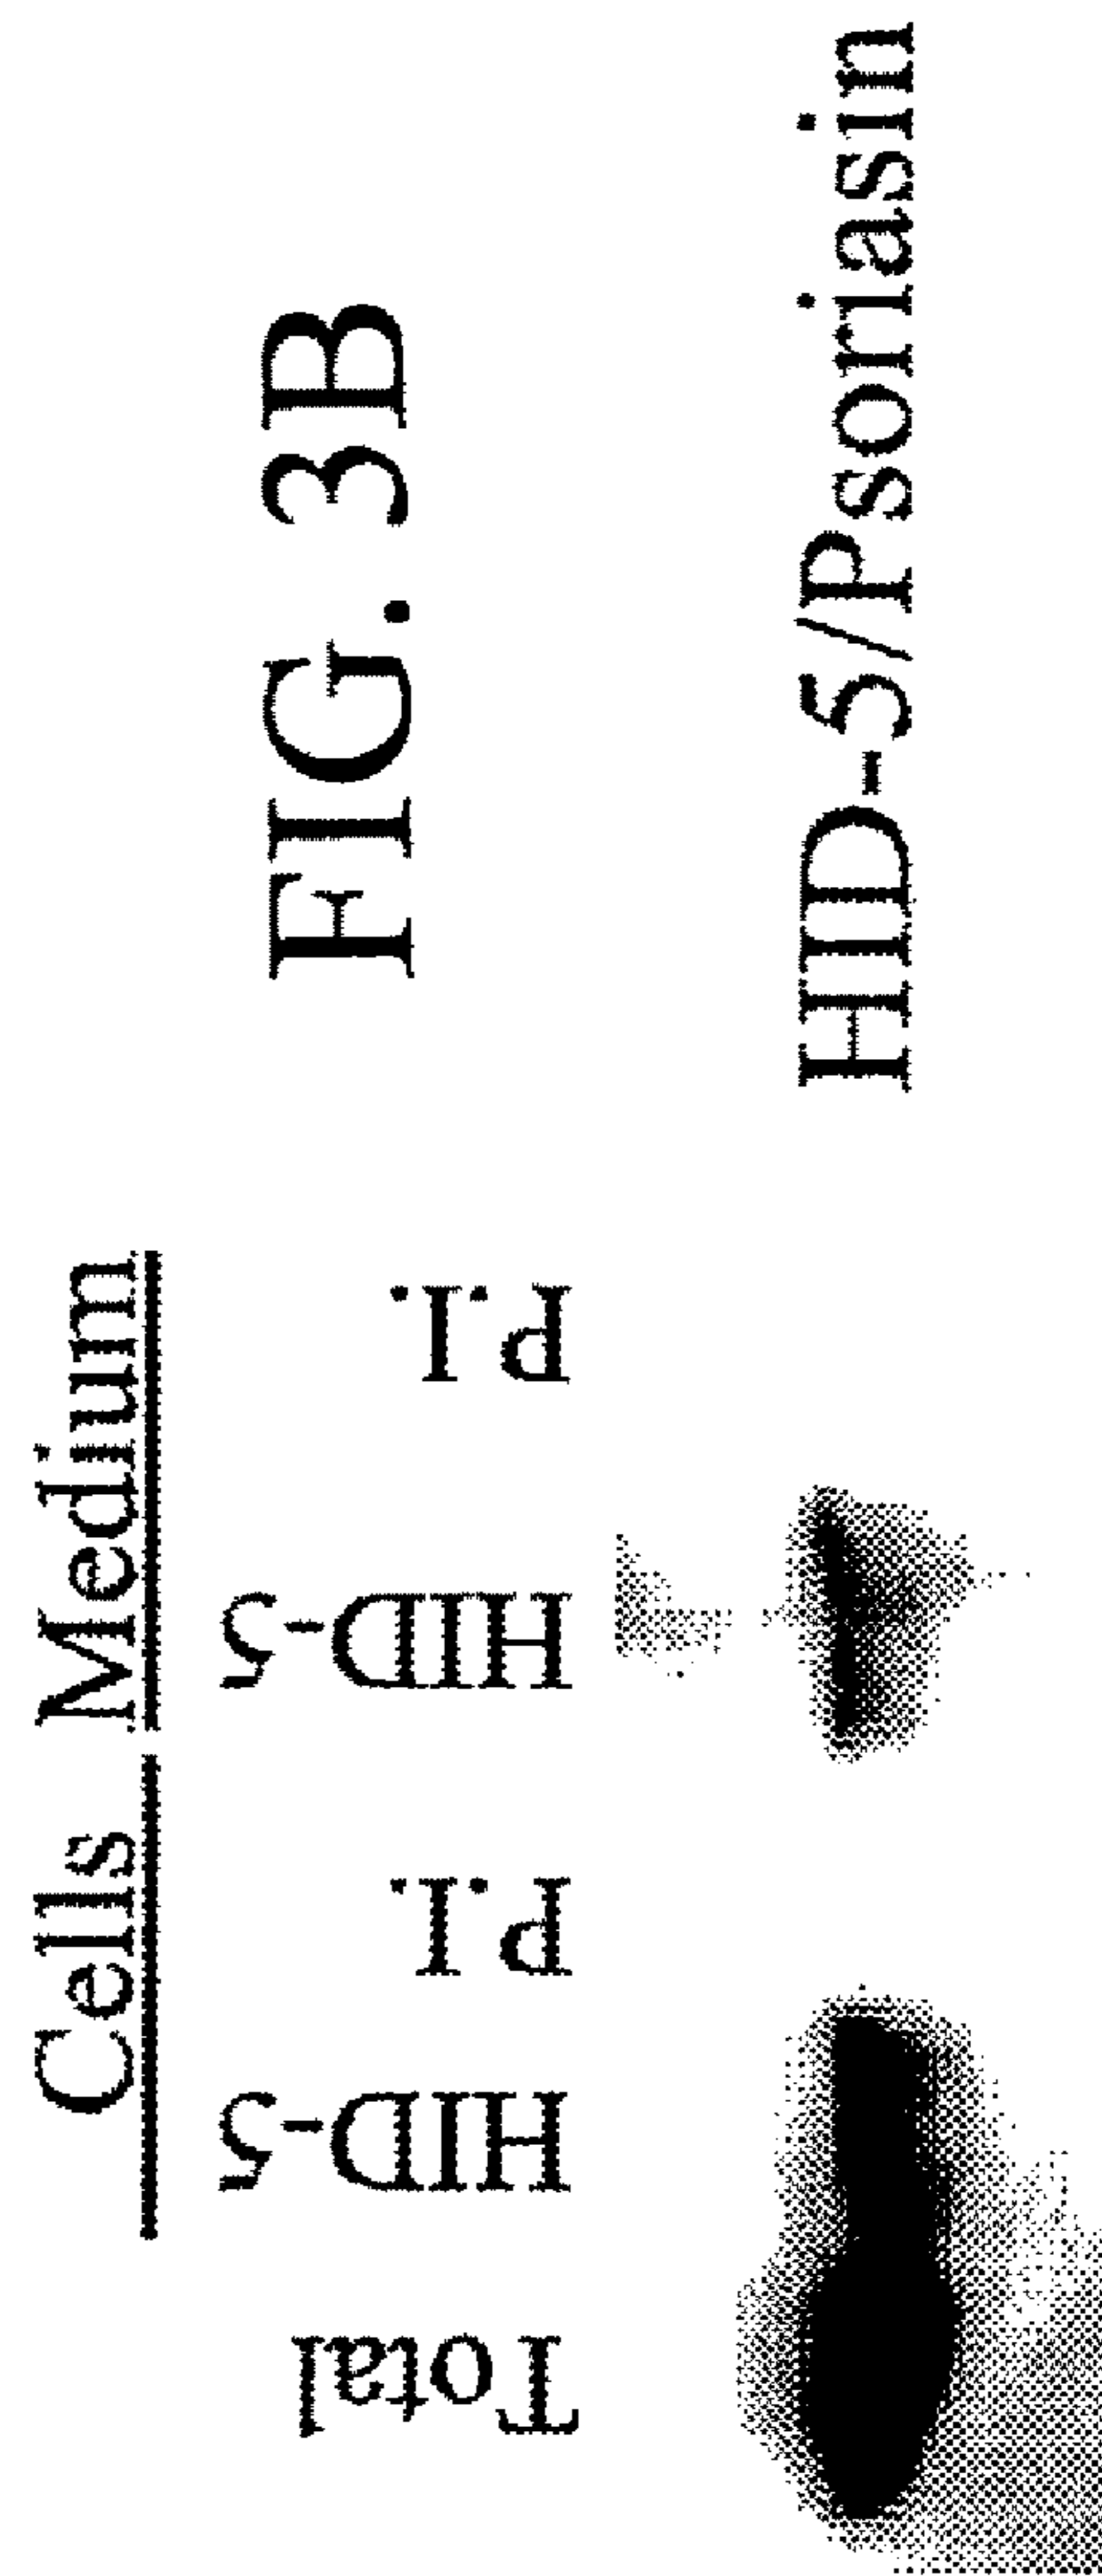 FIG. 3B
Cells Medium
Total HID-5 P.I. HID-5 P.I.
HID-5/Psoriasin